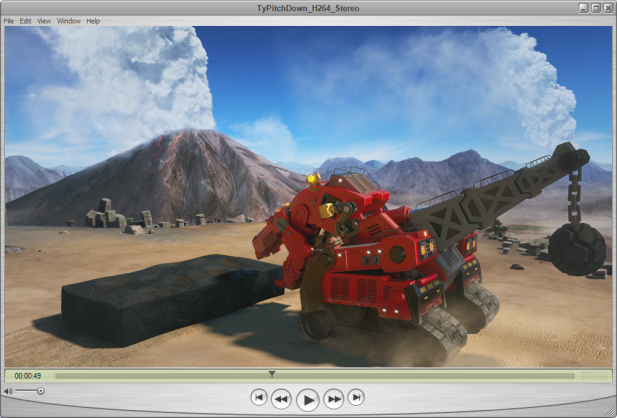 TyPitchDown_H264_Stereo
File Edit View Window Help
00:00:49